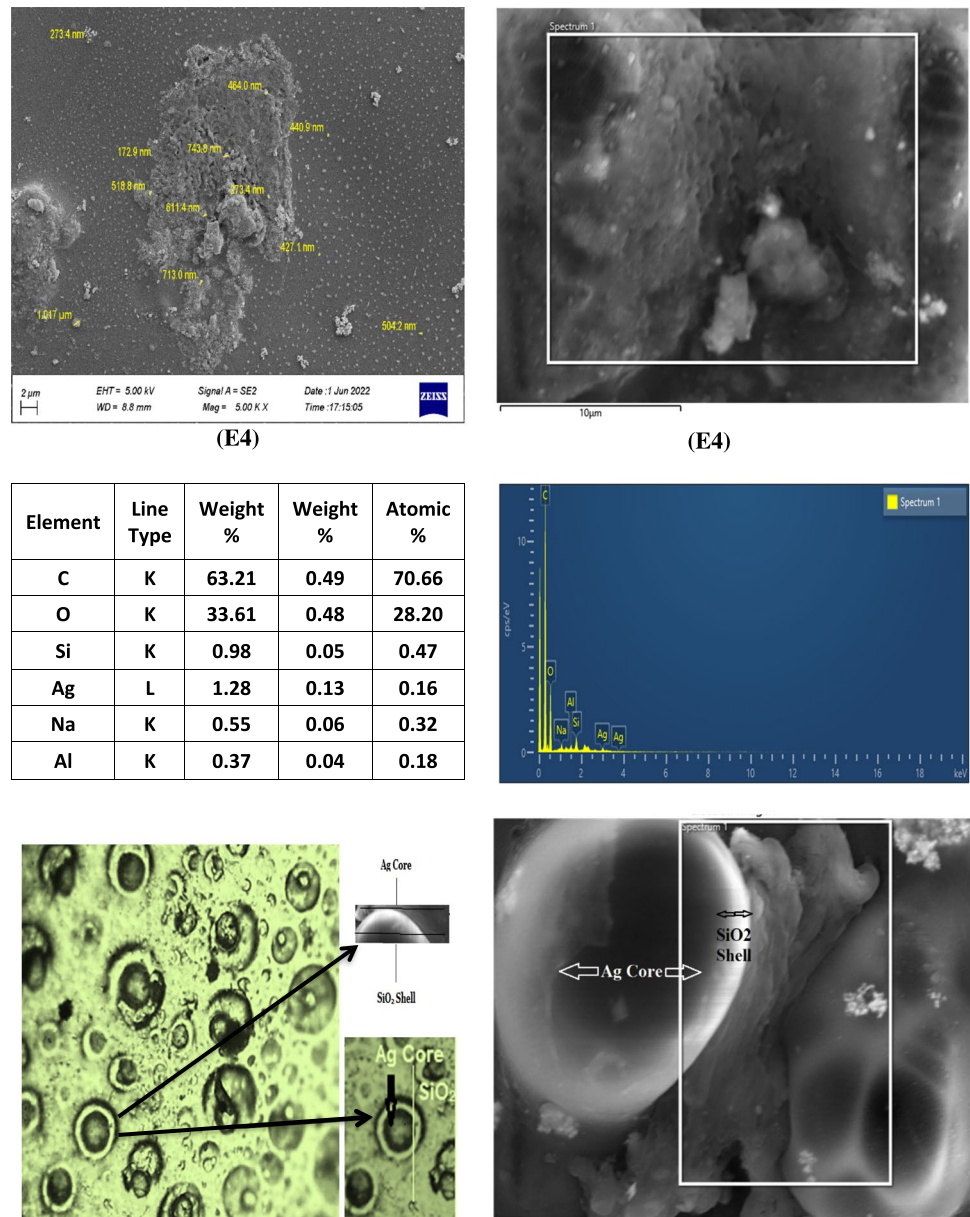 273.4 nm
464.0 nm
440.9 nm
172.9 nm
743.8 nm
518.8 nm
273.4 nm
611.4 nm
427.1 nm
713.0 nm
1.017 µm
504.2 nm
2 µm
EHT = 5.00 kV
Signal A = SE2
Date :1 Jun 2022
WD = 8.8 mm
Mag = 5.00 K X
Time :17:15:05
ZEISS
(E4)
Spectrum 1
10µm
(E4)
Element Line Type Weight % Weight % Atomic %
C K 63.21 0.49 70.66
O K 33.61 0.48 28.20
Si K 0.98 0.05 0.47
Ag L 1.28 0.13 0.16
Na K 0.55 0.06 0.32
Al K 0.37 0.04 0.18
Spectrum 1
cps/eV
10
5
0
C
O
Al
Na
Si
Ag
Ag
0 2 4 6 8 10 12 14 16 18 keV
Ag Core
SiO₂ Shell
Ag Core
SiO₂
Spectrum 1
SiO2
Shell
Ag Core